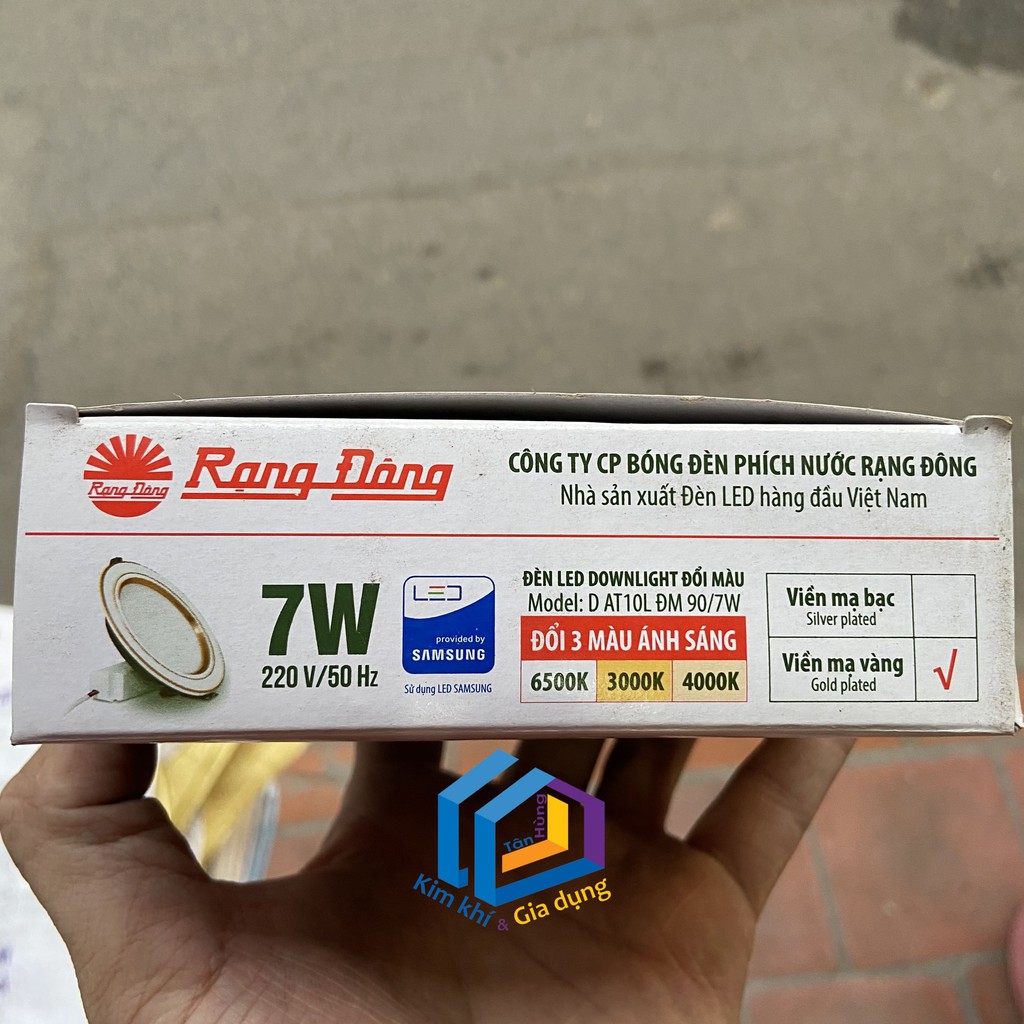 Rạng Đông
Rạng Đông
CÔNG TY CP BÓNG ĐÈN PHÍCH NƯỚC RẠNG ĐÔNG
Nhà sản xuất Đèn LED hàng đầu Việt Nam
7W
220 V/50 Hz
LED
provided by
SAMSUNG
Sử dụng LED SAMSUNG
ĐÈN LED DOWNLIGHT ĐỔI MÀU
Model: D AT10L ĐM 90/7W
ĐỔI 3 MÀU ÁNH SÁNG
6500K 3000K 4000K
Viền mạ bạc
Silver plated
Viền mạ vàng √
Gold plated
Tân Hùng
Kim khí & Gia dụng